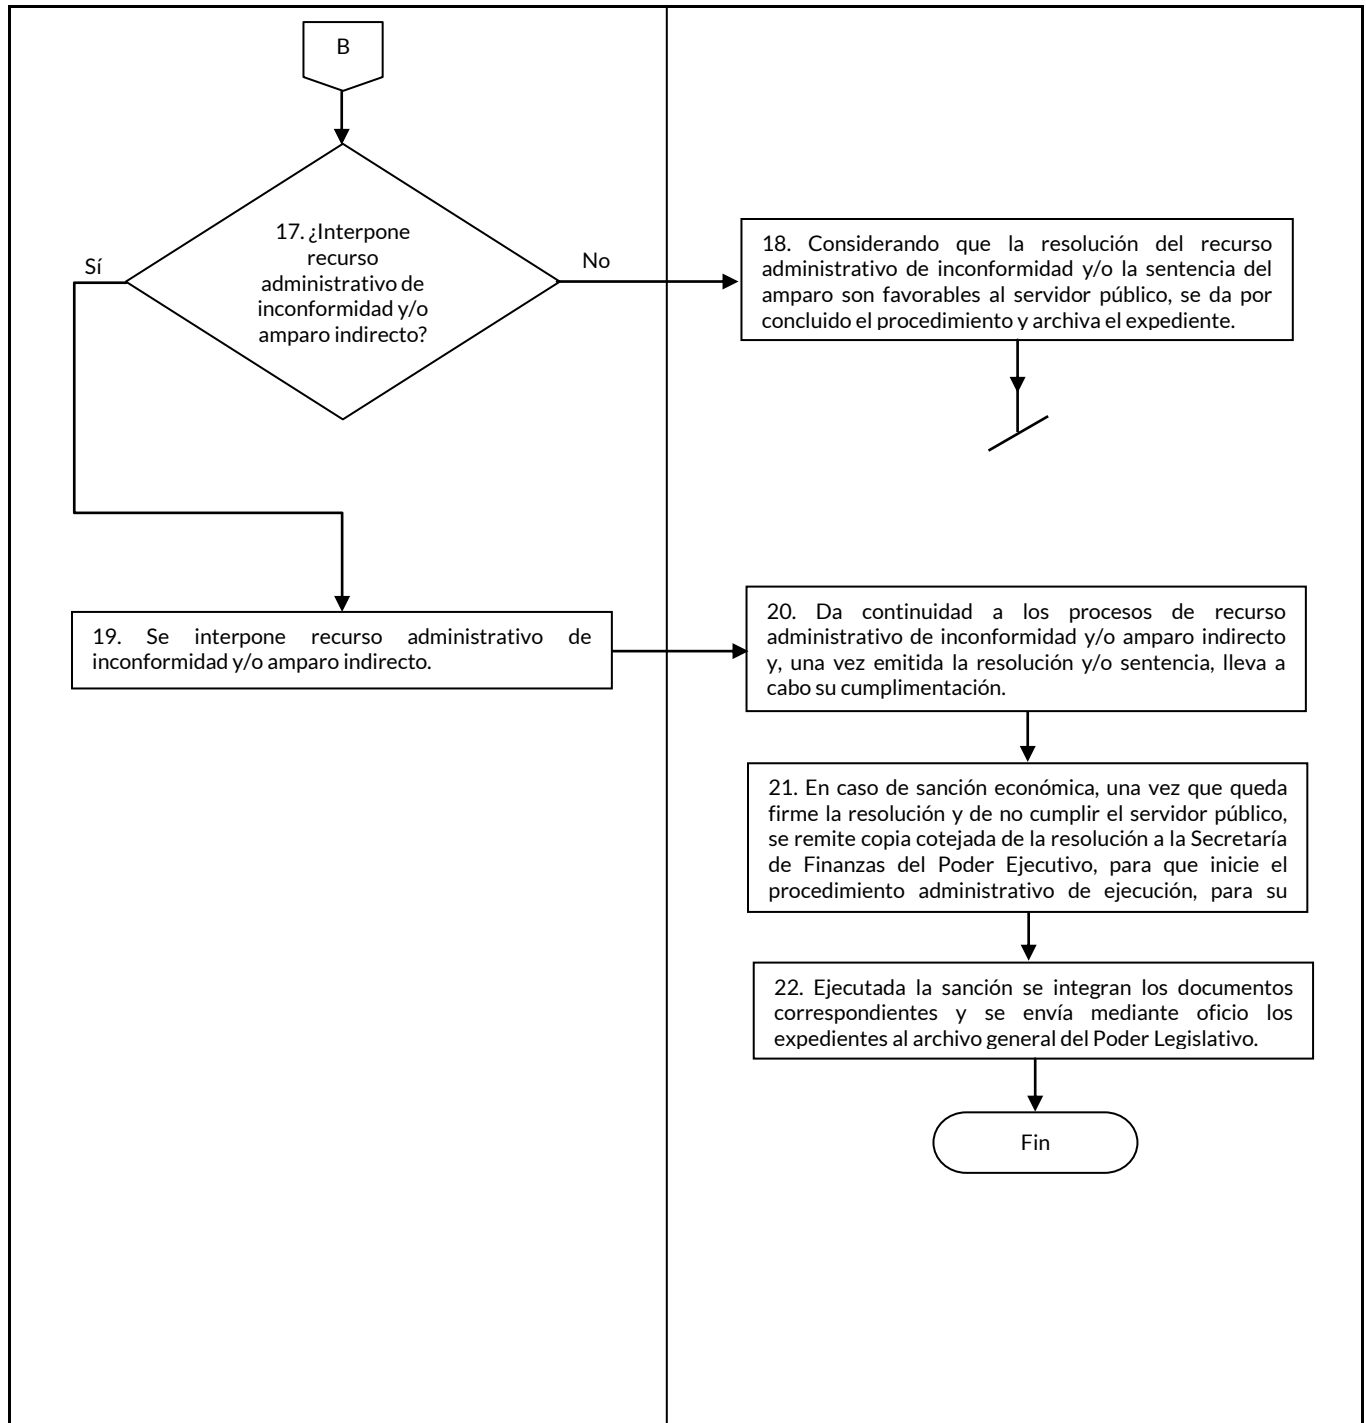 B
17. ¿Interpone
recurso
administrativo de
inconformidad y/o
amparo indirecto?
Sí
No
18. Considerando que la resolución del recurso
administrativo de inconformidad y/o la sentencia del
amparo son favorables al servidor público, se da por
concluido el procedimiento y archiva el expediente.
19. Se interpone recurso administrativo de
inconformidad y/o amparo indirecto.
20. Da continuidad a los procesos de recurso
administrativo de inconformidad y/o amparo indirecto
y, una vez emitida la resolución y/o sentencia, lleva a
cabo su cumplimentación.
21. En caso de sanción económica, una vez que queda
firme la resolución y de no cumplir el servidor público,
se remite copia cotejada de la resolución a la Secretaría
de Finanzas del Poder Ejecutivo, para que inicie el
procedimiento administrativo de ejecución, para su
22. Ejecutada la sanción se integran los documentos
correspondientes y se envía mediante oficio los
expedientes al archivo general del Poder Legislativo.
Fin